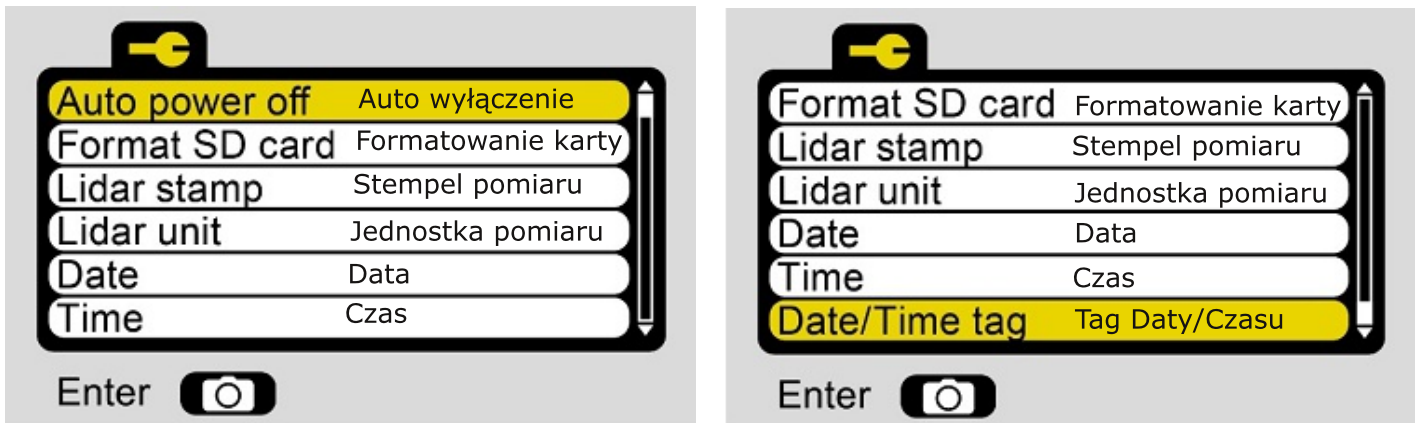 Auto power off Auto wyłączenie
Format SD card Formatowanie karty
Lidar stamp Stempel pomiaru
Lidar unit Jednostka pomiaru
Date Data
Time Czas
Enter
Format SD card Formatowanie karty
Lidar stamp Stempel pomiaru
Lidar unit Jednostka pomiaru
Date Data
Time Czas
Date/Time tag Tag Daty/Czasu
Enter